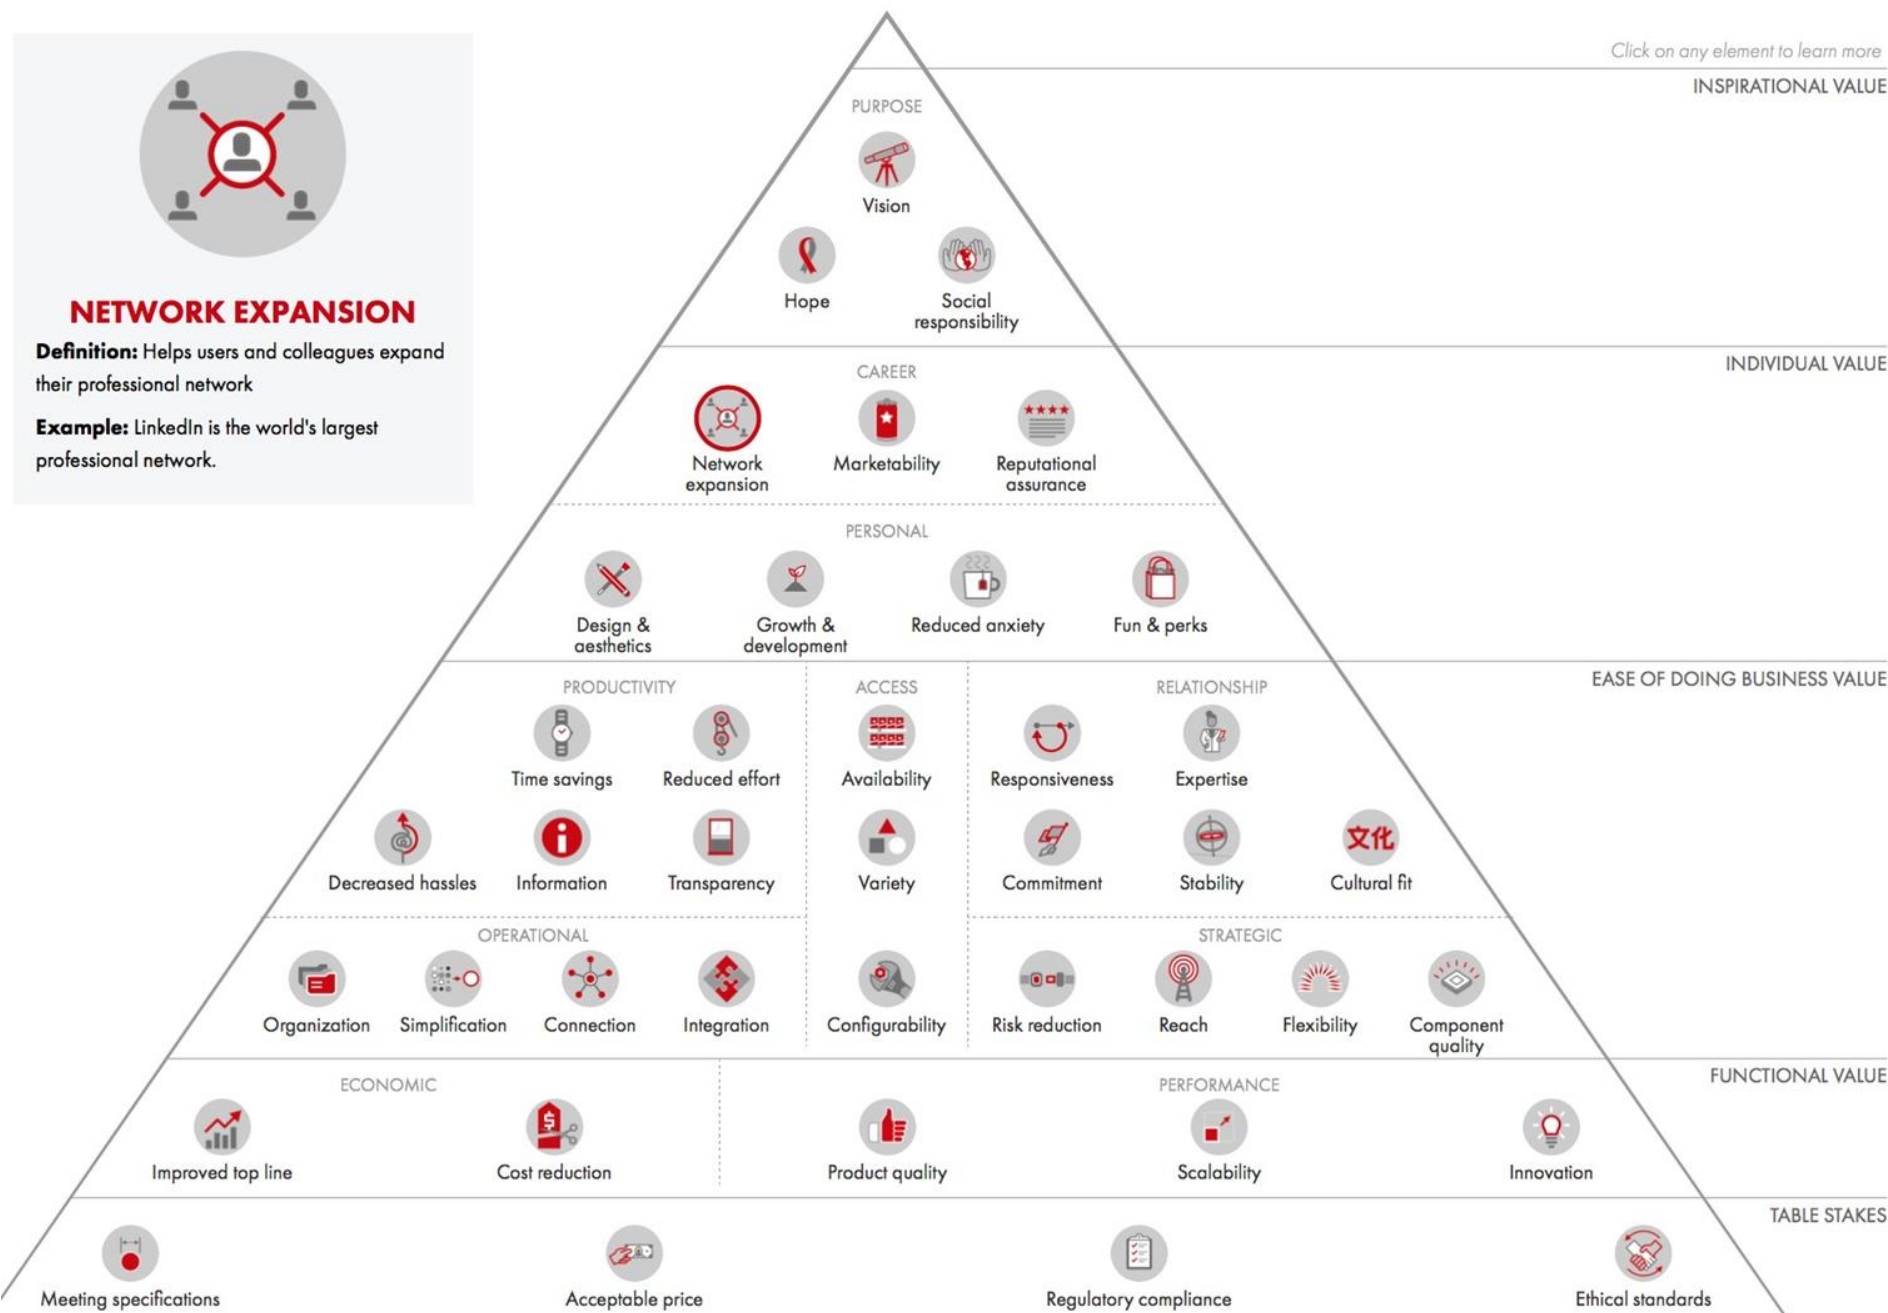 Click on any element to learn more
INSPIRATIONAL VALUE
PURPOSE
Vision
Hope
Social
responsibility
NETWORK EXPANSION
Definition: Helps users and colleagues expand
their professional network
Example: LinkedIn is the world's largest
professional network.
INDIVIDUAL VALUE
CAREER
Network
expansion
Marketability
Reputational
assurance
PERSONAL
Design &
aesthetics
Growth &
development
Reduced anxiety
Fun & perks
EASE OF DOING BUSINESS VALUE
PRODUCTIVITY
Time savings
Reduced effort
Decreased hassles
Information
Transparency
ACCESS
Availability
Variety
Configurability
RELATIONSHIP
Responsiveness
Expertise
Commitment
Stability
文化
Cultural fit
OPERATIONAL
Organization
Simplification
Connection
Integration
STRATEGIC
Risk reduction
Reach
Flexibility
Component
quality
FUNCTIONAL VALUE
ECONOMIC
Improved top line
$
Cost reduction
PERFORMANCE
Product quality
Scalability
Innovation
TABLE STAKES
Meeting specifications
Acceptable price
Regulatory compliance
Ethical standards